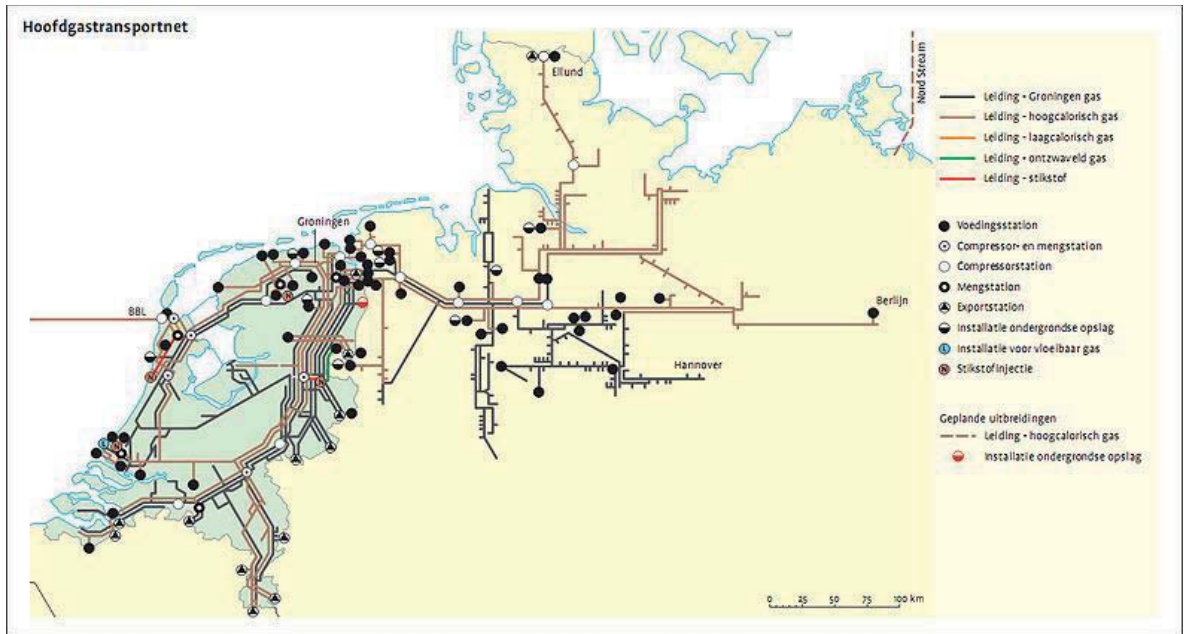 Hoofdgastransportnet
Ellund
Nord Stream
Groningen
BBL
Berlijn
Hannover
Leiding - Groningen gas
Leiding - hoogcalorisch gas
Leiding - laagcalorisch gas
Leiding - ontzwaveld gas
Leiding - stikstof
Voedingsstation
Compressor- en mengstation
Compressorstation
Mengstation
Exportstation
Installatie ondergrondse opslag
L Installatie voor vloeibaar gas
N Stikstofinjectie
Geplande uitbreidingen
Leiding - hoogcalorisch gas
Installatie ondergrondse opslag
0 25 50 75 100 km